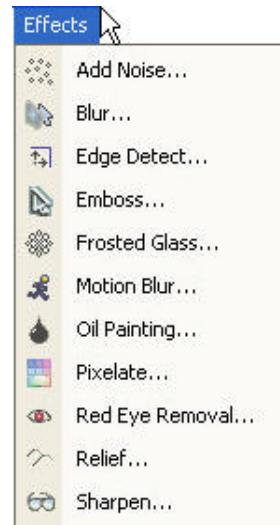 Effects
Add Noise...
Blur...
Edge Detect...
Emboss...
Frosted Glass...
Motion Blur...
Oil Painting...
Pixelate...
Red Eye Removal...
Relief...
Sharpen...